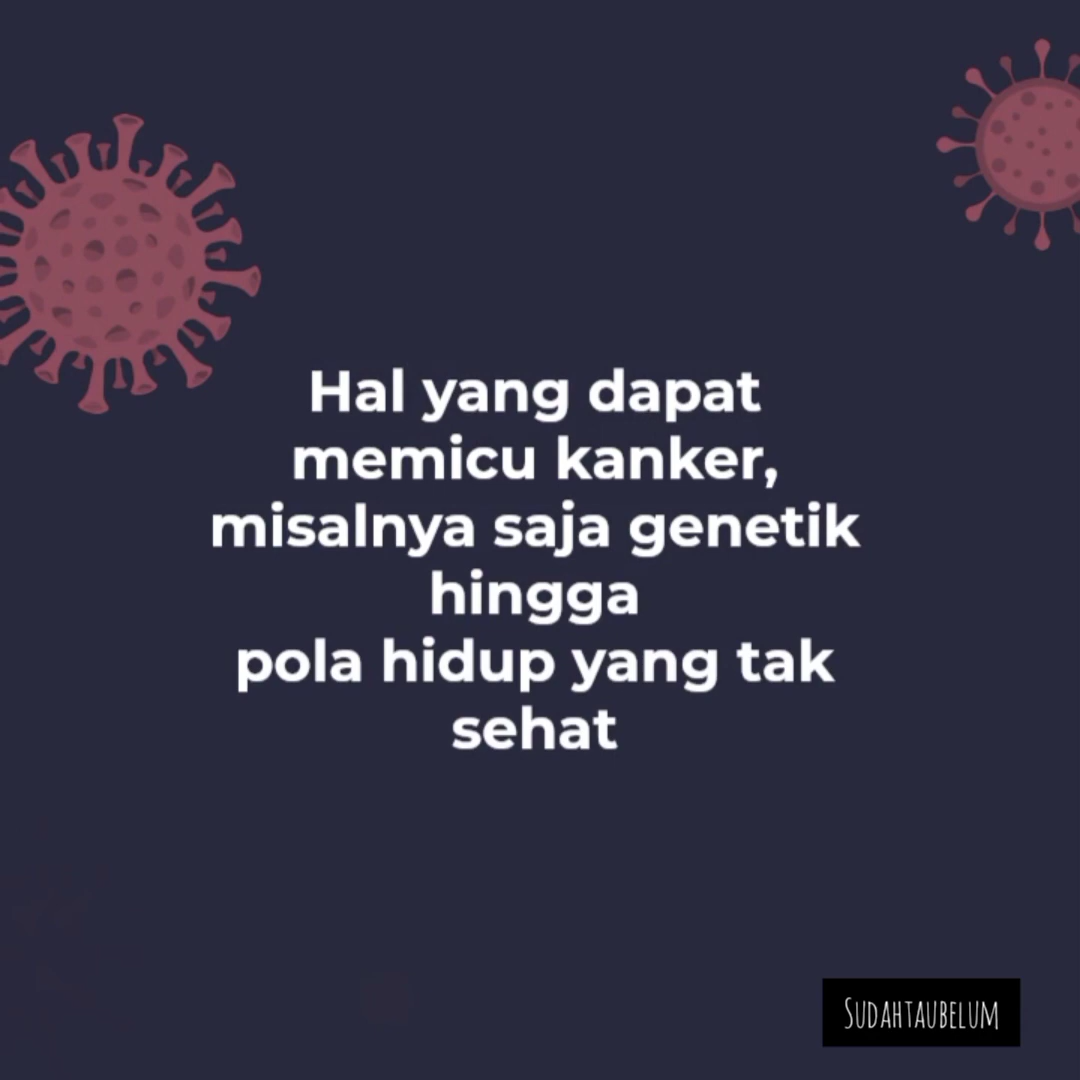 Hal yang dapat
memicu kanker,
misalnya saja genetik
hingga
pola hidup yang tak
sehat
SUDAHTAUBELUM